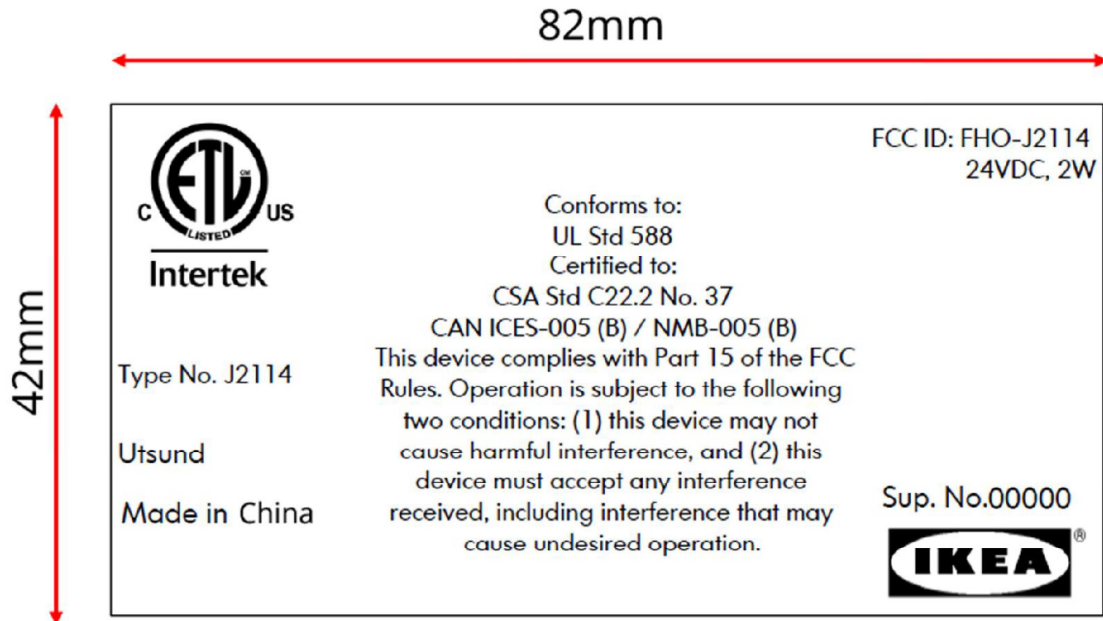 82mm
42mm
ETL CM
C US
LISTED
Intertek
FCC ID: FHO-J2114
24VDC, 2W
Conforms to:
UL Std 588
Certified to:
CSA Std C22.2 No. 37
CAN ICES-005 (B) / NMB-005 (B)
This device complies with Part 15 of the FCC
Rules. Operation is subject to the following
two conditions: (1) this device may not
cause harmful interference, and (2) this
device must accept any interference
received, including interference that may
cause undesired operation.
Type No. J2114
Utsund
Made in China
Sup. No.00000
IKEA®